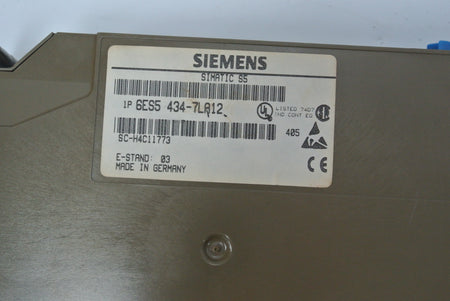 SIEMENS
SIMATIC S5
1P 6ES5 434-7LA12
LISTED 7407
IND CONT EQ
405
SC-H4C11773
E-STAND: 03
MADE IN GERMANY